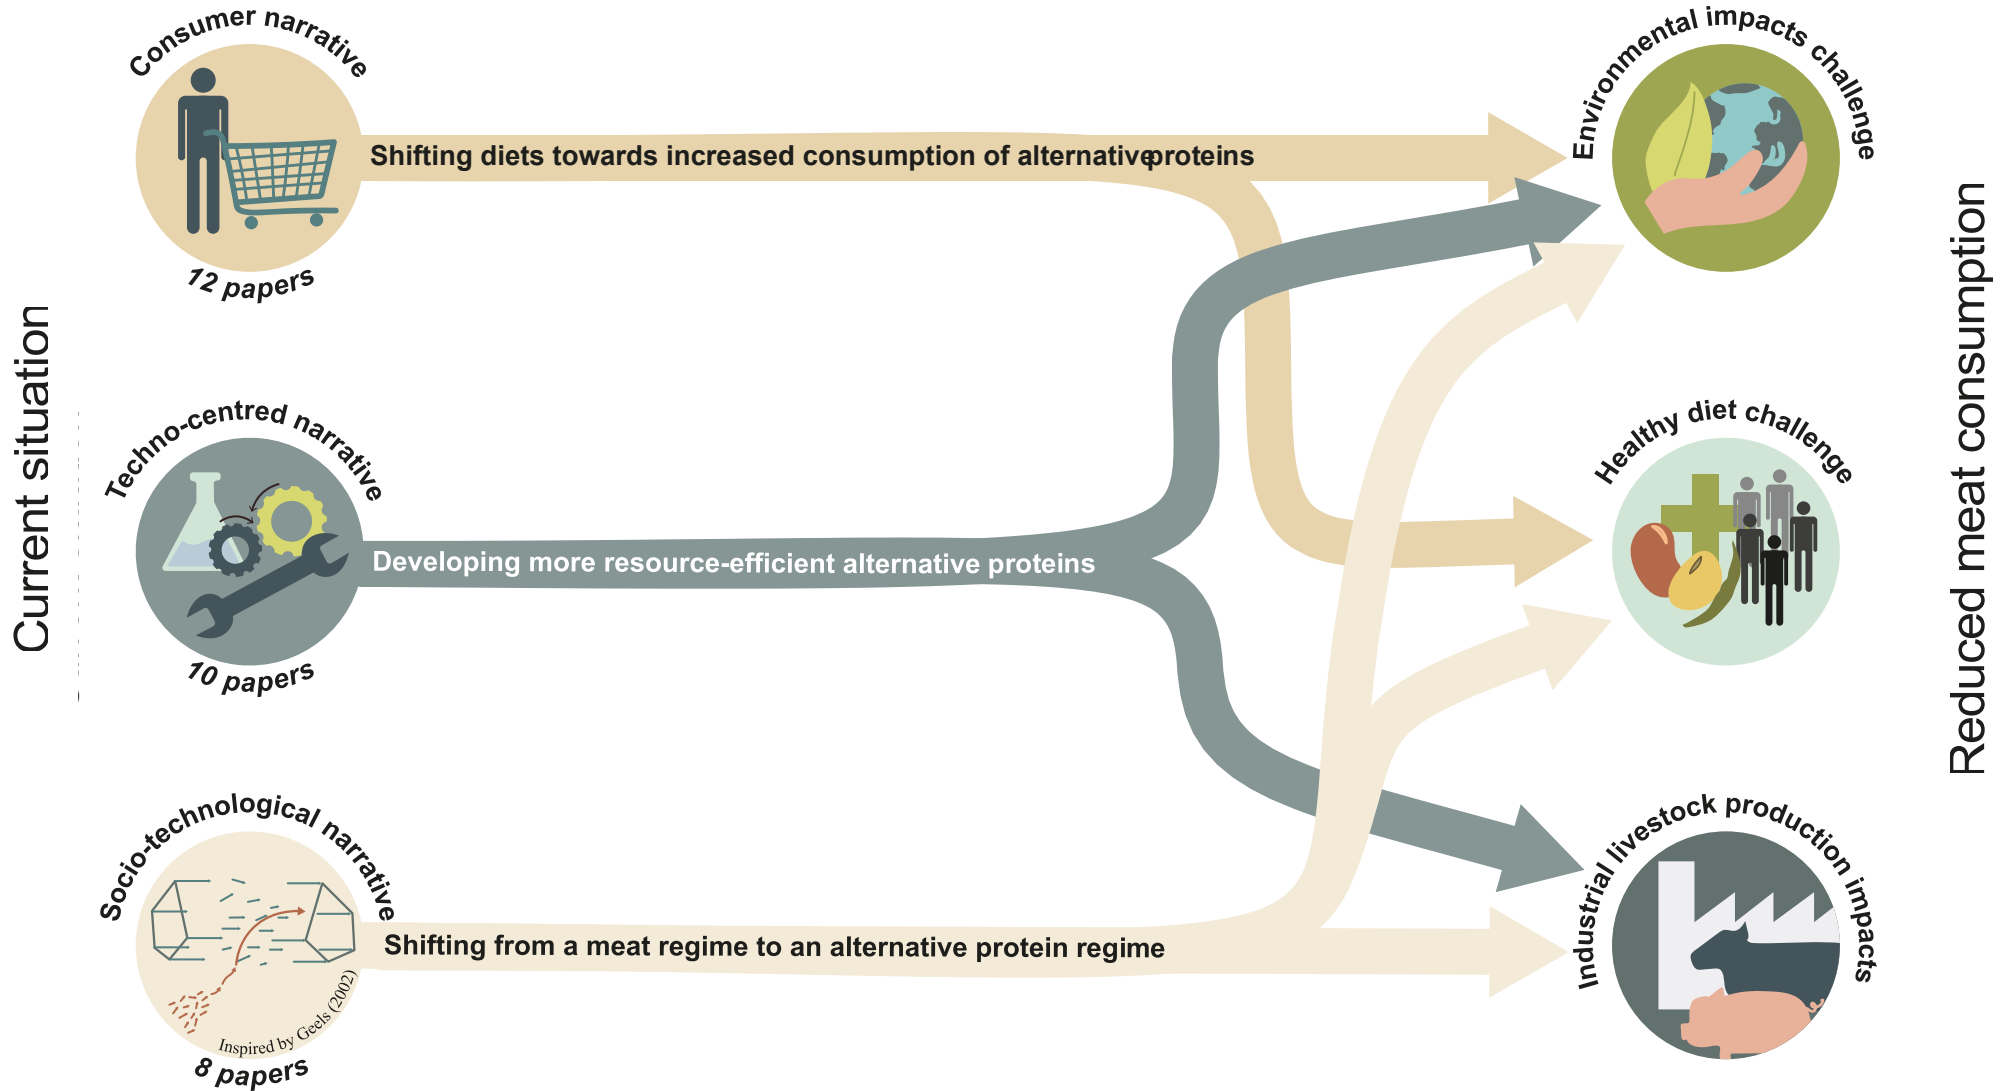 Current situation
Consumer narrative
12 papers
Shifting diets towards increased consumption of alternative proteins
Environmental impacts challenge
Techno-centred narrative
10 papers
Developing more resource-efficient alternative proteins
Healthy diet challenge
Socio-technological narrative
Inspired by Geels (2002)
8 papers
Shifting from a meat regime to an alternative protein regime
Industrial livestock production impacts
Reduced meat consumption